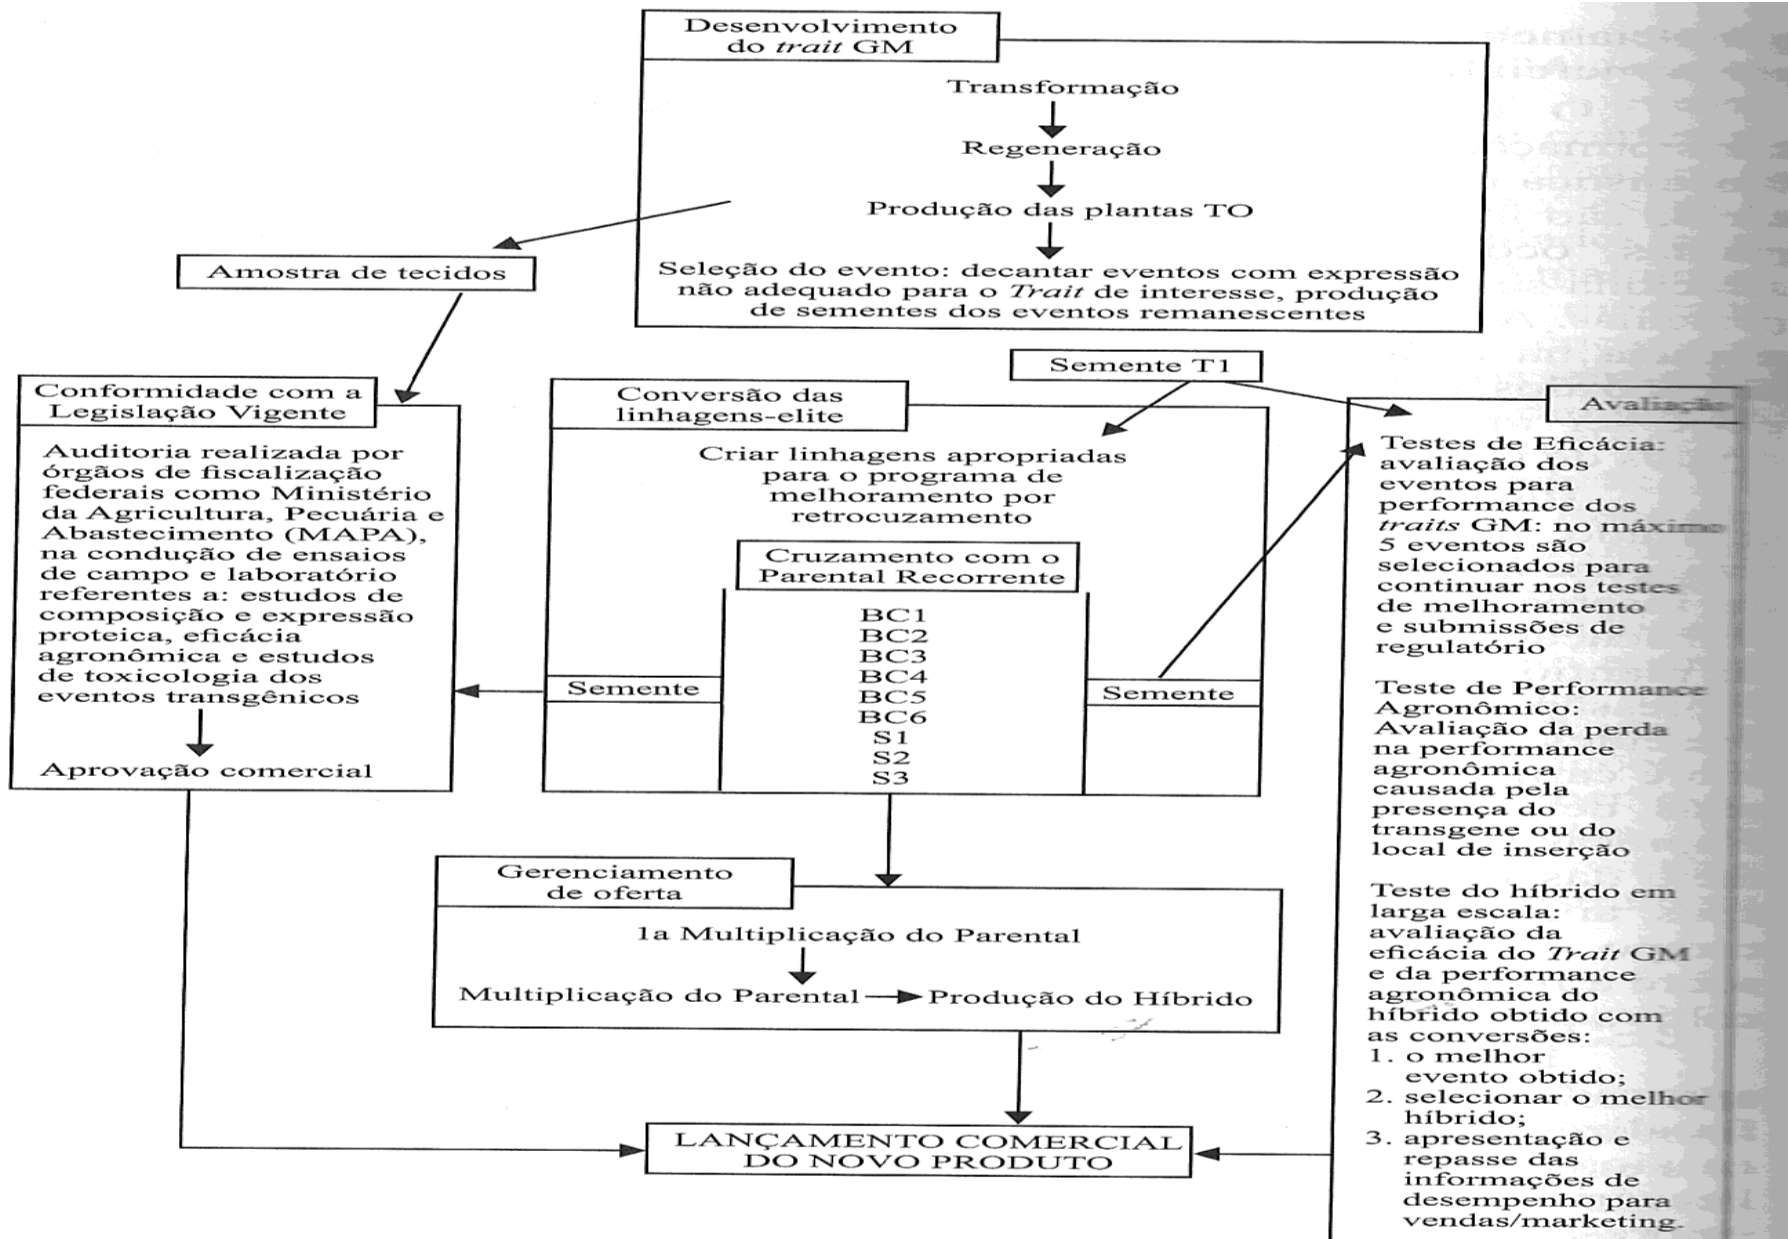 Desenvolvimento
do trait GM
Transformação
Regeneração
Produção das plantas TO
Seleção do evento: decantar eventos com expressão
não adequado para o Trait de interesse, produção
de sementes dos eventos remanescentes
Amostra de tecidos
Semente T1
Conformidade com a
Legislação Vigente
Auditoria realizada por
órgãos de fiscalização
federais como Ministério
da Agricultura, Pecuária e
Abastecimento (MAPA),
na condução de ensaios
de campo e laboratório
referentes a: estudos de
composição e expressão
proteica, eficácia
agronômica e estudos
de toxicologia dos
eventos transgênicos
Aprovação comercial
Conversão das
linhagens-elite
Criar linhagens apropriadas
para o programa de
melhoramento por
retrocuzamento
Cruzamento com o
Parental Recorrente
BC1
BC2
BC3
BC4
BC5
BC6
S1
S2
S3
Semente
Semente
Avaliação
Testes de Eficácia:
avaliação dos
eventos para
performance dos
traits GM: no máximo
5 eventos são
selecionados para
continuar nos testes
de melhoramento
e submissões de
regulatório
Teste de Performance
Agronômico:
Avaliação da perda
na performance
agronômica
causada pela
presença do
transgene ou do
local de inserção
Teste do híbrido em
larga escala:
avaliação da
eficácia do Trait GM
e da performance
agronômica do
híbrido obtido com
as conversões:
1. o melhor
evento obtido;
2. selecionar o melhor
híbrido;
3. apresentação e
repasse das
informações de
desempenho para
vendas/marketing.
Gerenciamento
de oferta
1a Multiplicação do Parental
Multiplicação do Parental
Produção do Híbrido
LANÇAMENTO COMERCIAL
DO NOVO PRODUTO